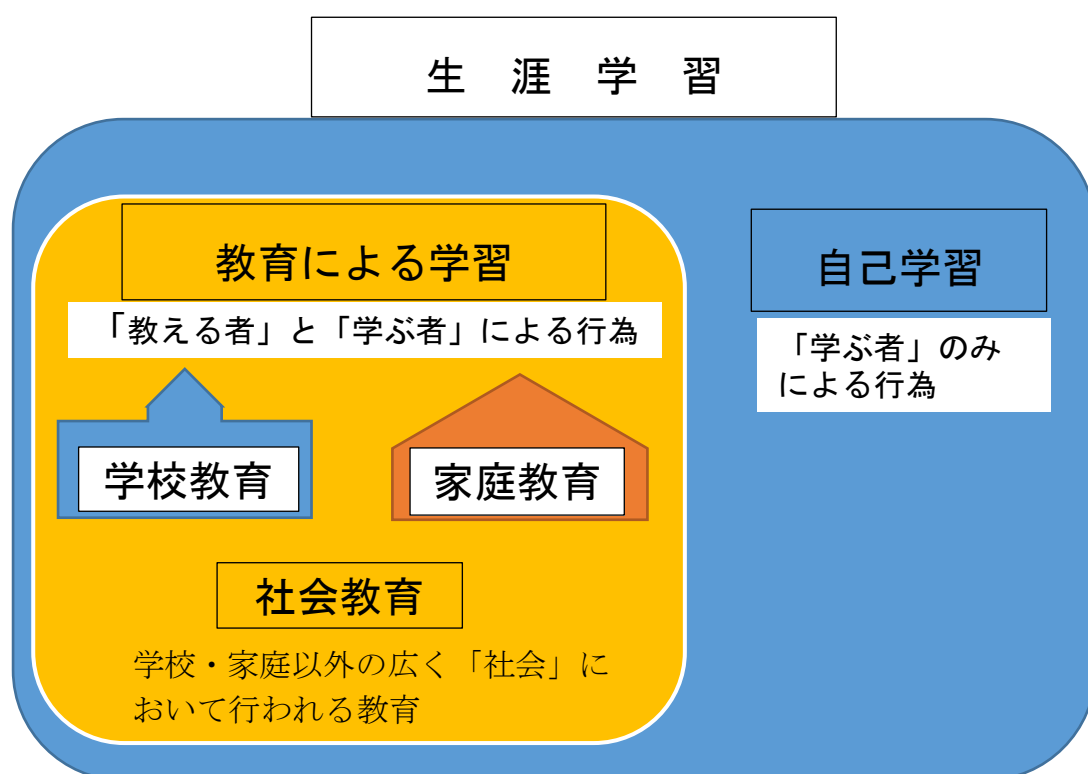 生　涯　学　習
教育による学習
「教える者」と「学ぶ者」による行為
自己学習
「学ぶ者」のみ
による行為
学校教育
家庭教育
社会教育
学校・家庭以外の広く「社会」に
おいて行われる教育